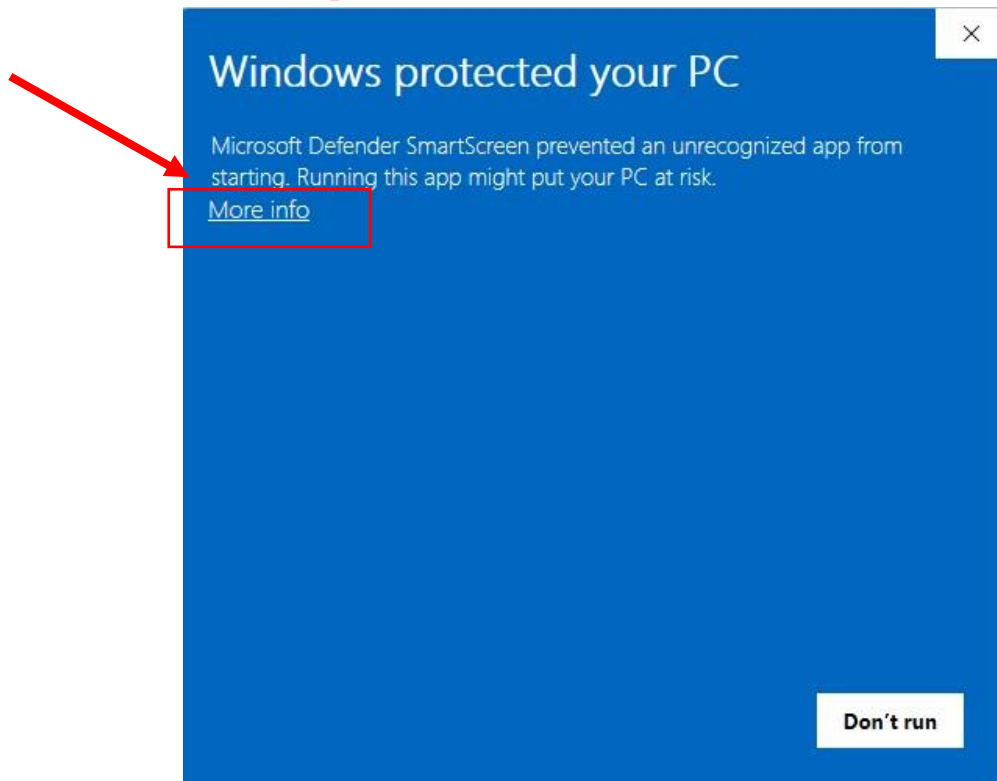 Windows protected your PC
Microsoft Defender SmartScreen prevented an unrecognized app from
starting. Running this app might put your PC at risk.
More info
Don't run